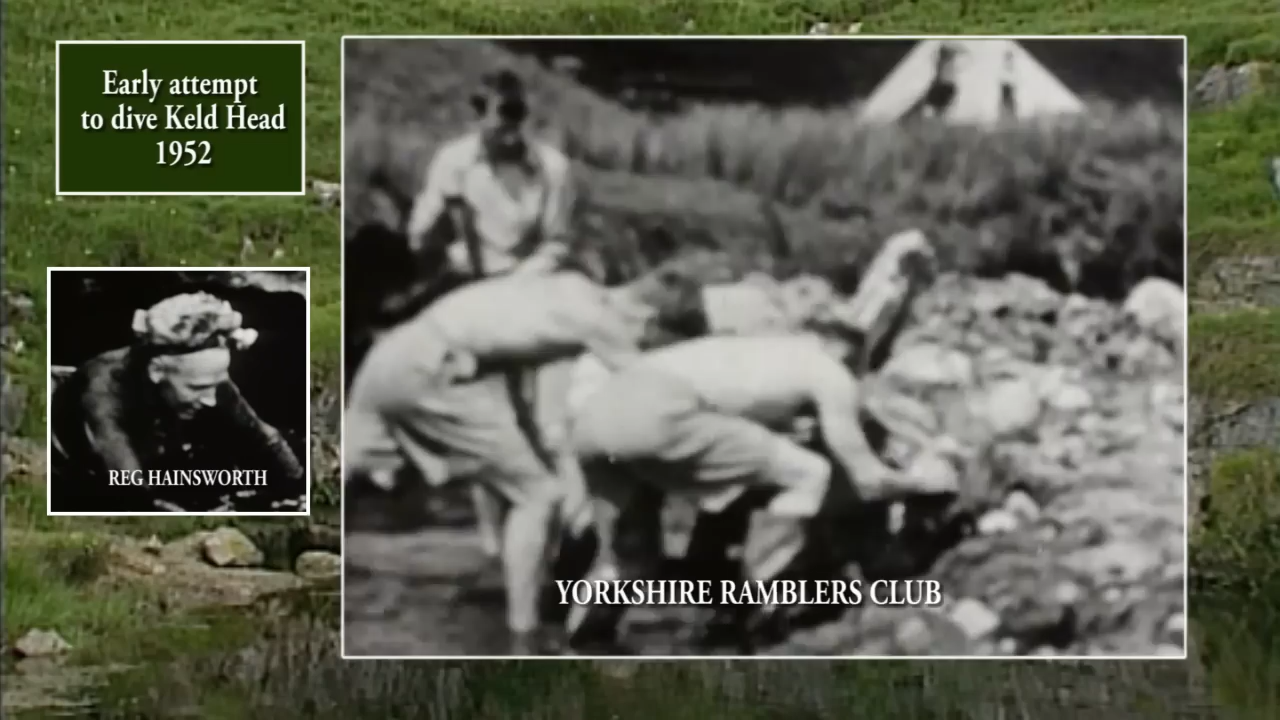 Early attempt
to dive Keld Head
1952
REG HAINSWORTH
YORKSHIRE RAMBLERS CLUB